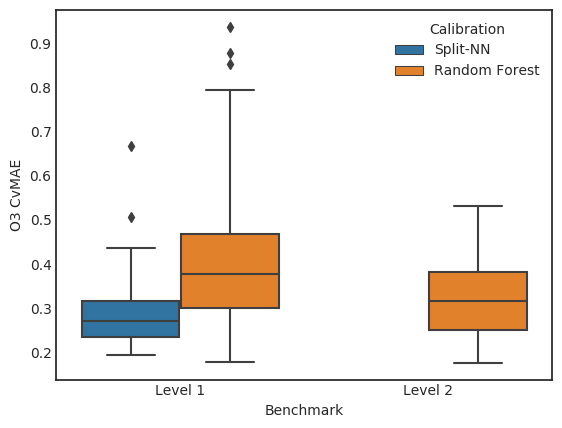 Calibration
Split-NN
Random Forest
O3 CvMAE
0.9
0.8
0.7
0.6
0.5
0.4
0.3
0.2
Level 1
Level 2
Benchmark